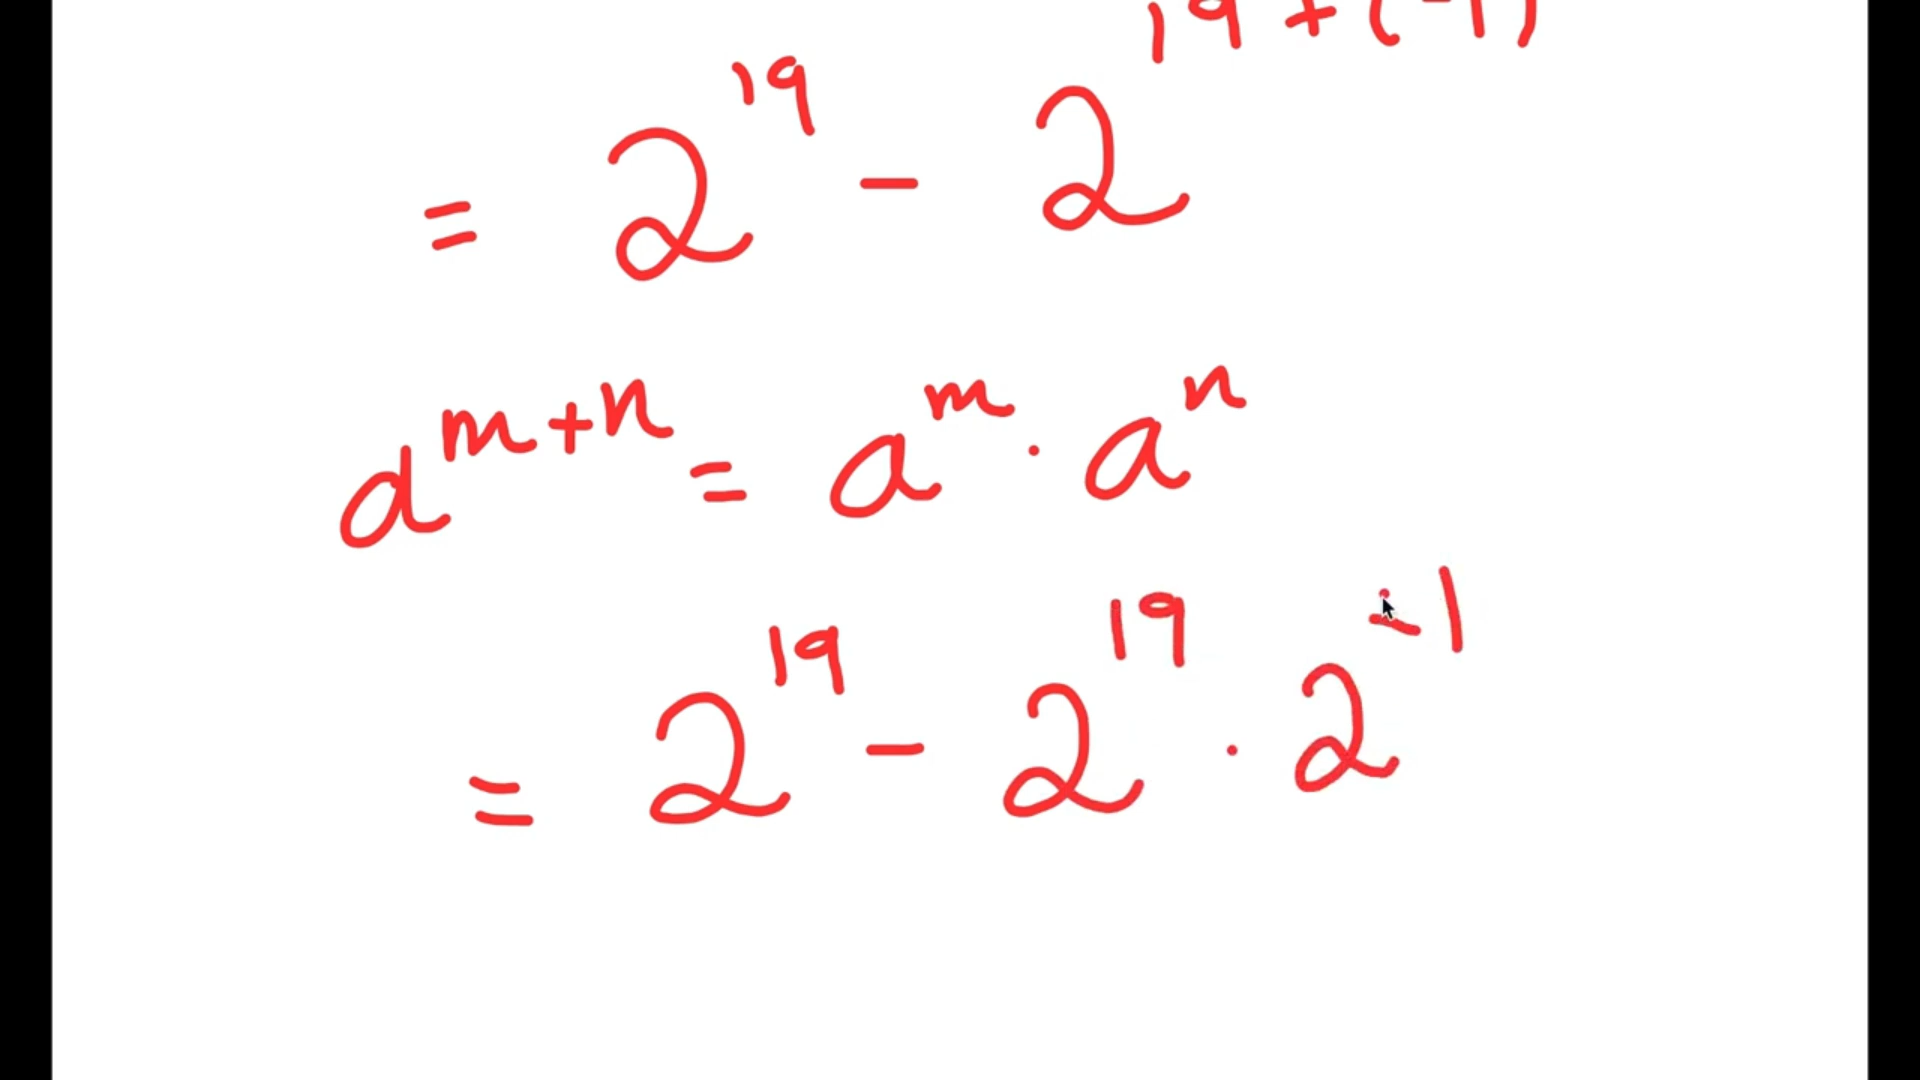 = 2^{19} - 2^{19+(-1)}
a^{m+n} = a^m · a^n
= 2^{19} - 2^{19} · 2^{-1}